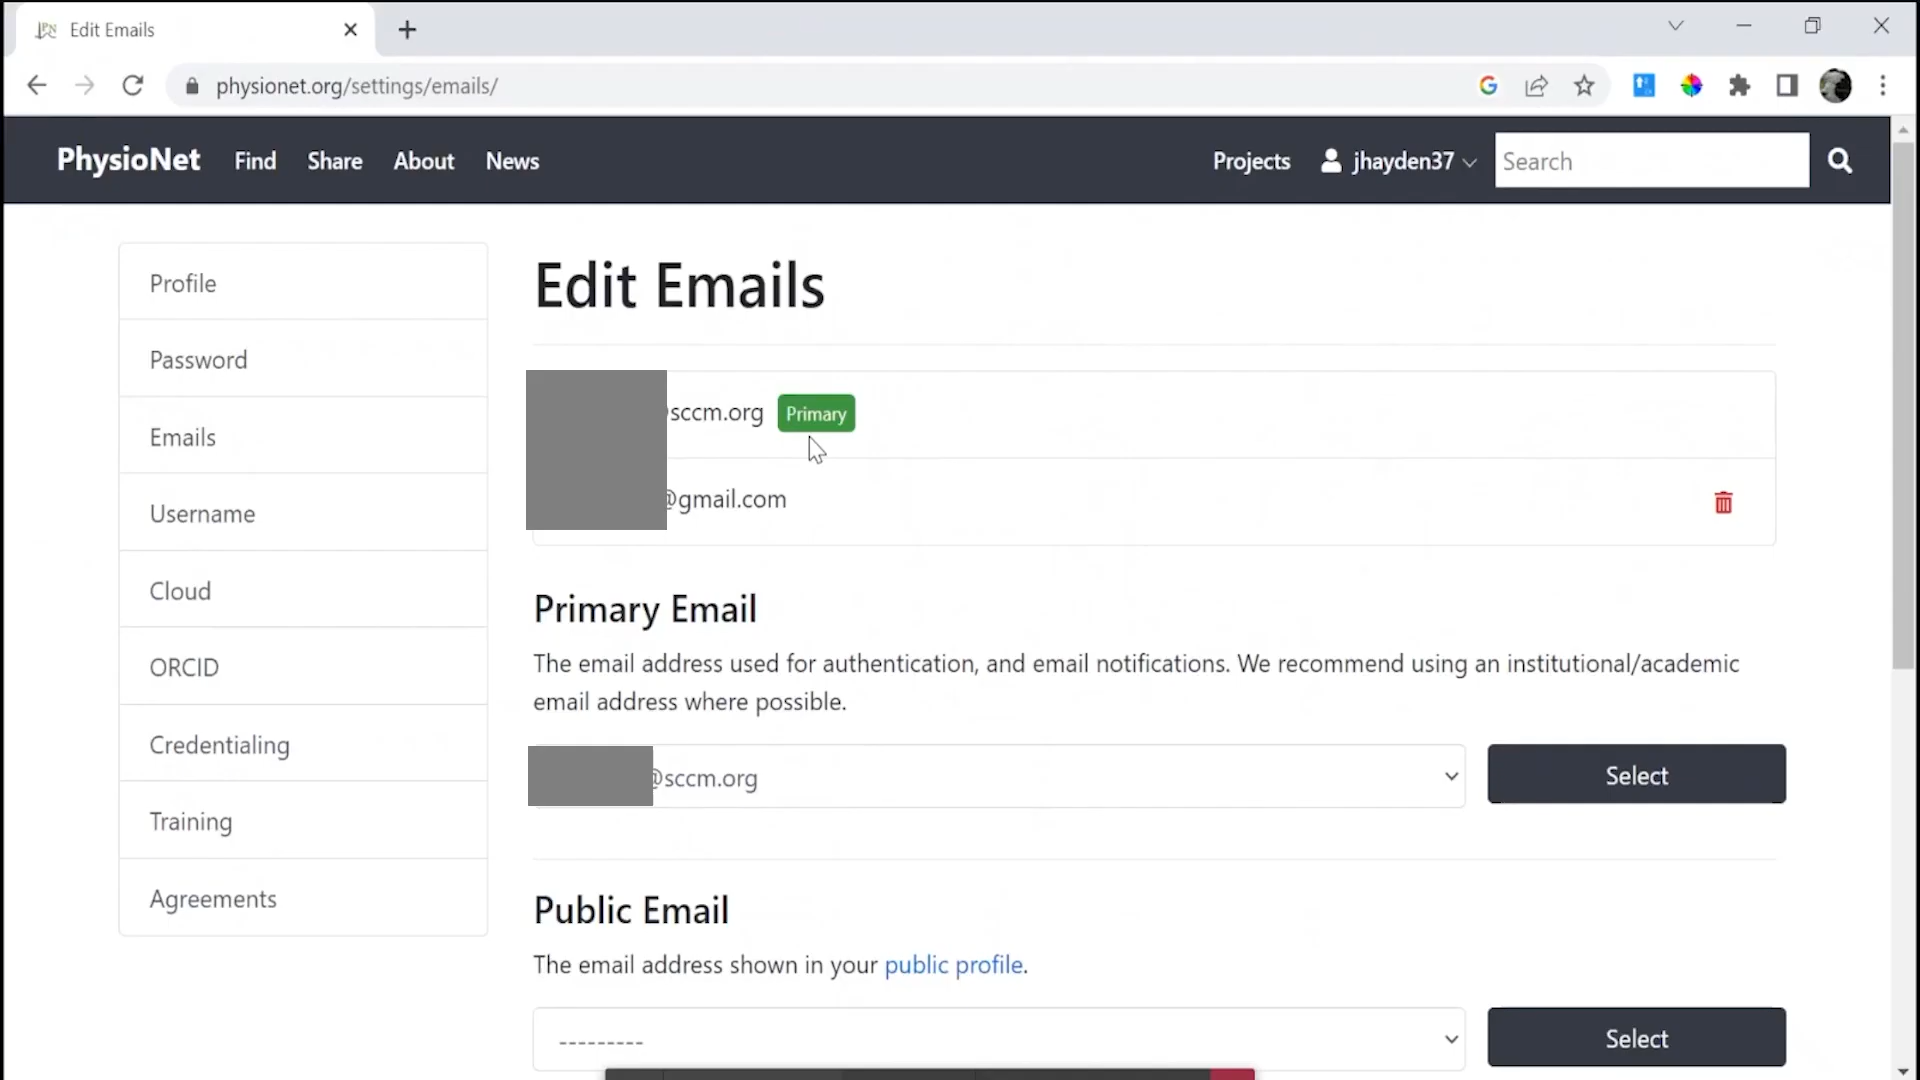 Edit Emails
physionet.org/settings/emails/
PhysioNet Find Share About News Projects jhayden37 Search
Profile
Password
Emails
Username
Cloud
ORCID
Credentialing
Training
Agreements
Edit Emails
@sccm.org Primary
@gmail.com
Primary Email
The email address used for authentication, and email notifications. We recommend using an institutional/academic
email address where possible.
@sccm.org Select
Public Email
The email address shown in your public profile.
--------- Select